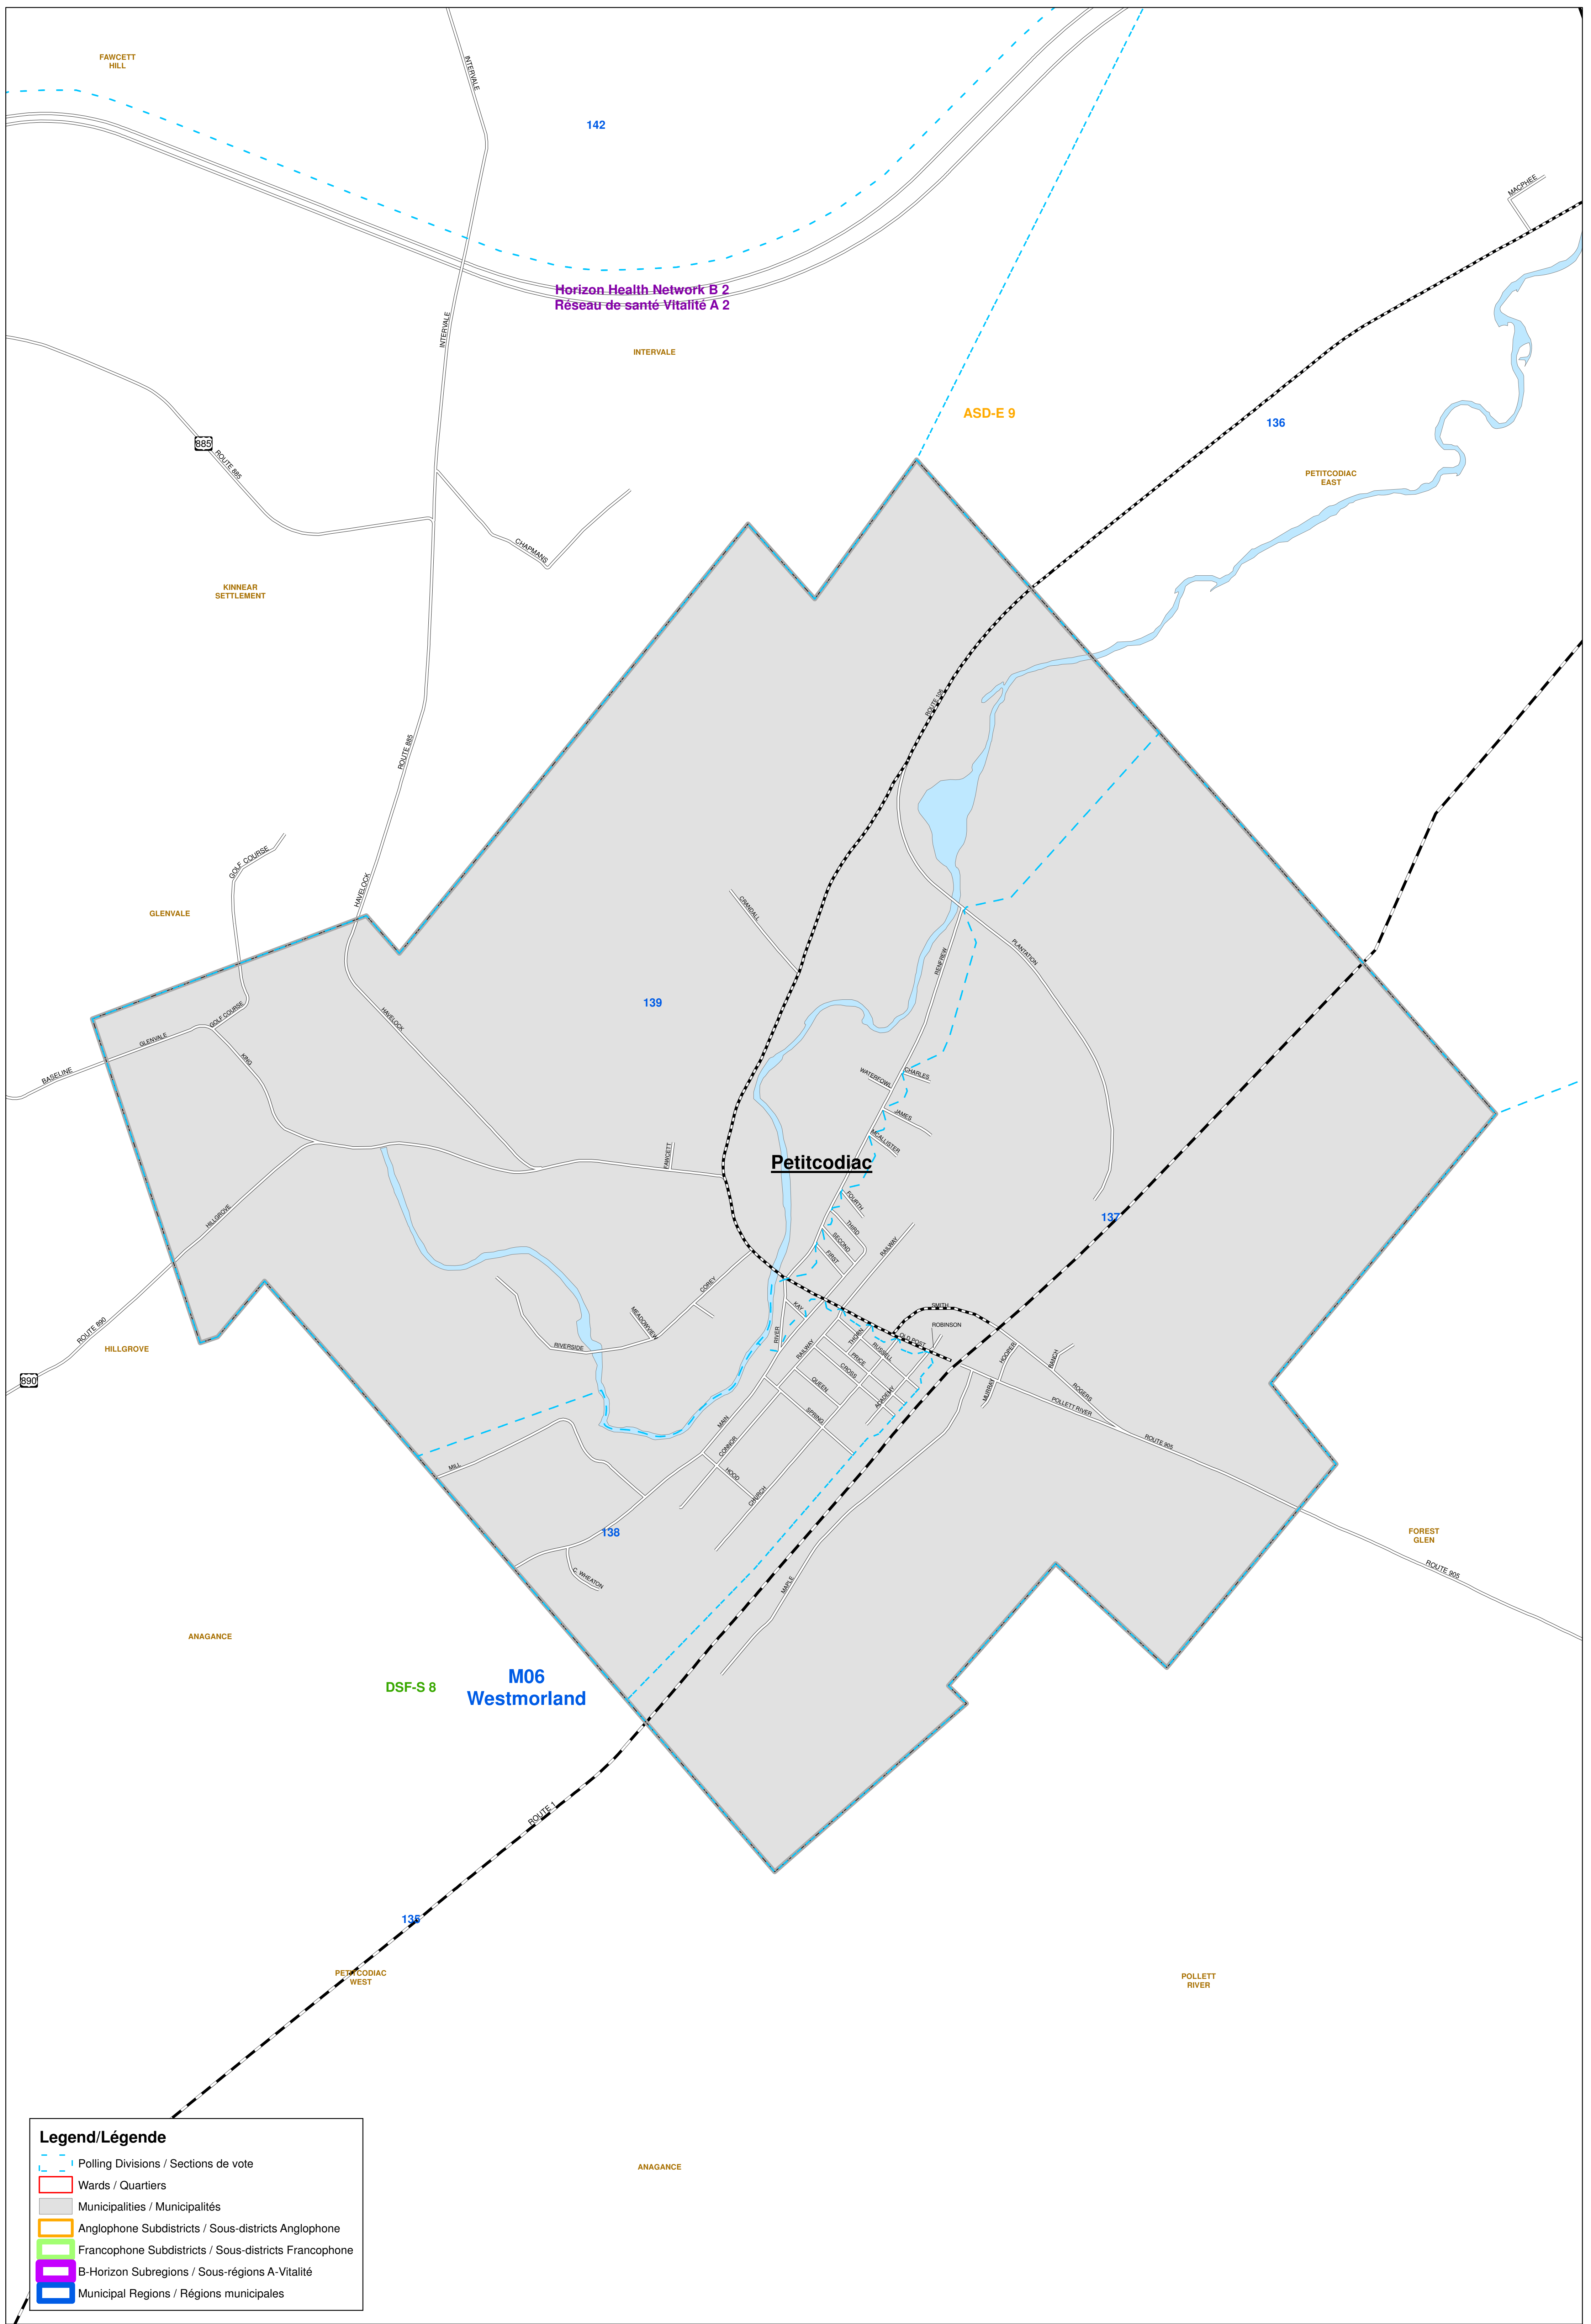 FAWCETT
HILL
INTERVALE
142
MACPHEE
Horizon Health Network B 2
Réseau de santé Vitalité A 2
INTERVALE
INTERVALE
ASD-E 9
136
885
ROUTE 885
PETITCODIAC
EAST
CHAPMANS
KINNEAR
SETTLEMENT
ROUTE 106
ROUTE 885
GOLF COURSE
HAVELOCK
CRANDALL
GLENVALE
PLANTATION
RENFREW
139
GOLF COURSE
HAVELOCK
GLENVALE
KING
BASELINE
WATERFOWL
CHARLES
JAMES
MCALLISTER
FAWCETT
Petitcodiac
FOURTH
HILLGROVE
137
THIRD
SECOND
RAILWAY
FIRST
COREY
KAY
SMITH
MEADOWVIEW
ROBINSON
ROUTE 890
RIVER
THORN
OLD POST
HILLGROVE
RIVERSIDE
RAILWAY
RUSSELL
HOOPER
PRICE
RANCH
CROSS
890
QUEEN
MURRAY
ACADEMY
ROGERS
POLLETT RIVER
MAIN
SPRING
CONNOR
ROUTE 905
MILL
HOOD
CHURCH
138
FOREST
GLEN
ROUTE 905
C. WHEATON
MAPLE
ANAGANCE
DSF-S 8
M06
Westmorland
ROUTE 1
135
PETITCODIAC
WEST
POLLETT
RIVER
ANAGANCE
Legend/Légende
Polling Divisions / Sections de vote
Wards / Quartiers
Municipalities / Municipalités
Anglophone Subdistricts / Sous-districts Anglophone
Francophone Subdistricts / Sous-districts Francophone
B-Horizon Subregions / Sous-régions A-Vitalité
Municipal Regions / Régions municipales